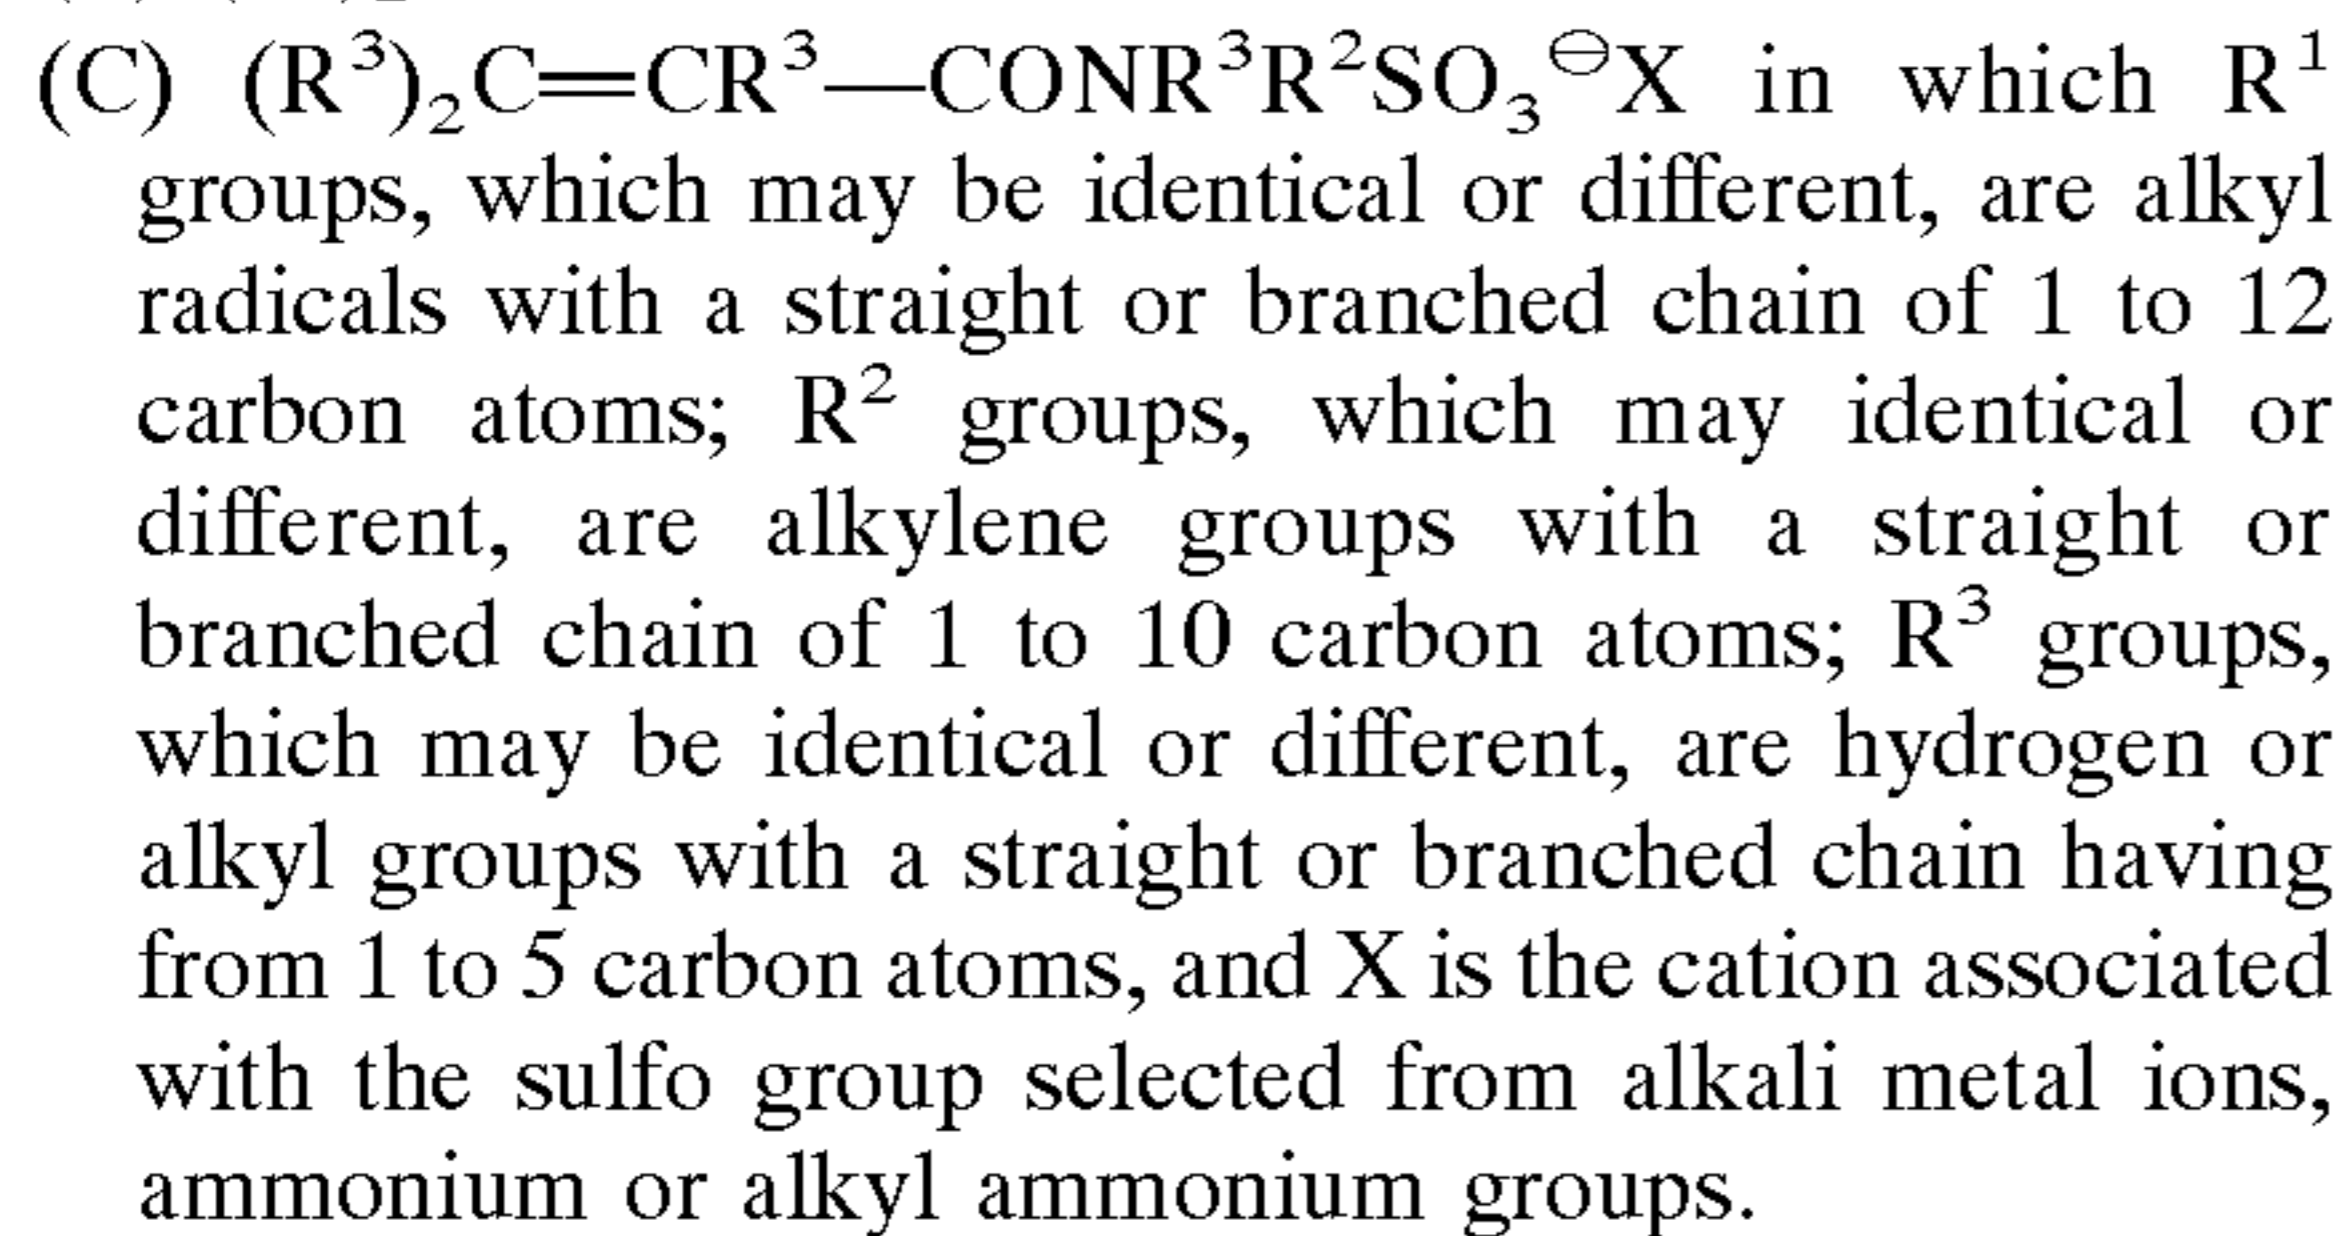 (C) (R³)₂C=CR³—CONR³R²SO₃⊖X in which R¹
groups, which may be identical or different, are alkyl
radicals with a straight or branched chain of 1 to 12
carbon atoms; R² groups, which may identical or
different, are alkylene groups with a straight or
branched chain of 1 to 10 carbon atoms; R³ groups,
which may be identical or different, are hydrogen or
alkyl groups with a straight or branched chain having
from 1 to 5 carbon atoms, and X is the cation associated
with the sulfo group selected from alkali metal ions,
ammonium or alkyl ammonium groups.